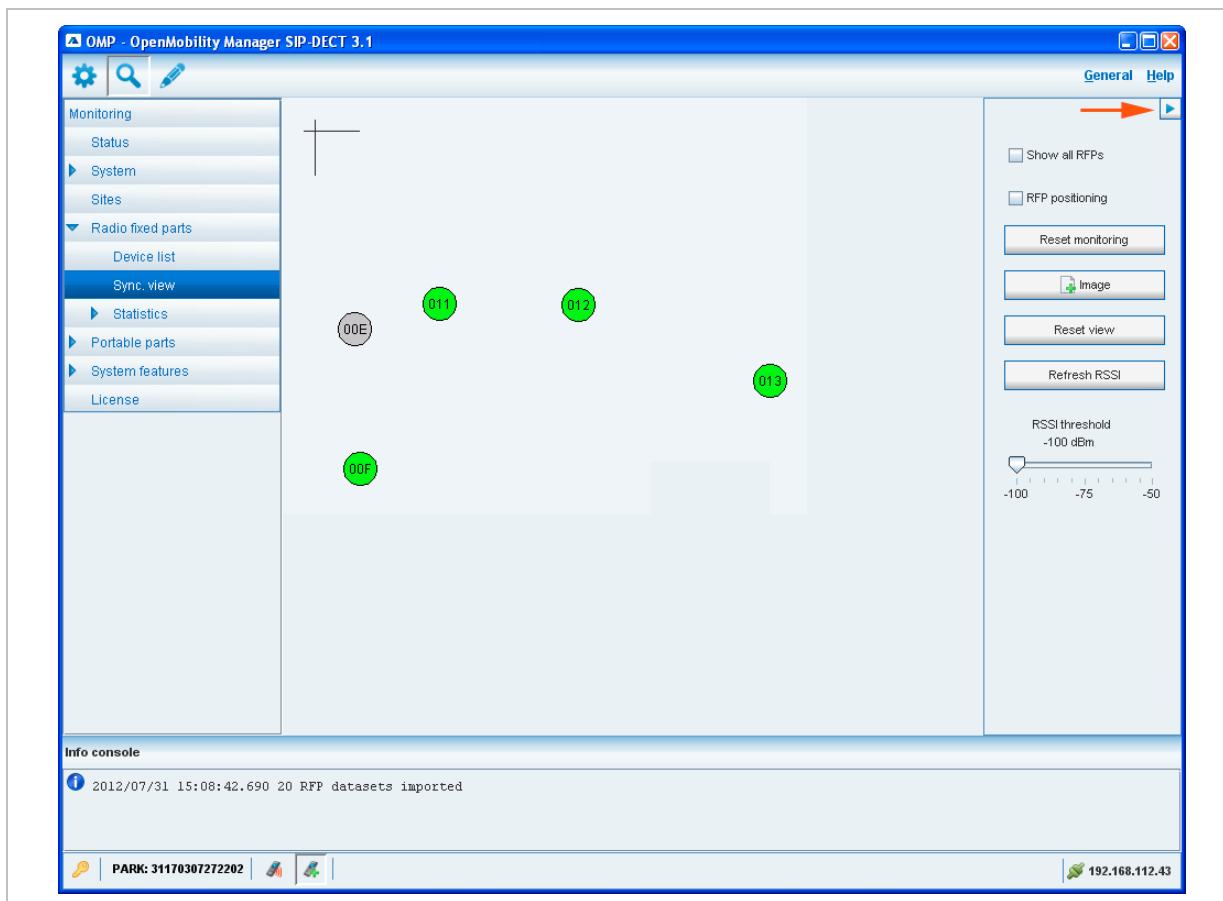 OMP - OpenMobility Manager SIP-DECT 3.1
General Help
Monitoring
Status
System
Sites
Radio fixed parts
Device list
Sync. view
Statistics
Portable parts
System features
License
011
012
00E
013
00F
Show all RFPs
RFP positioning
Reset monitoring
Image
Reset view
Refresh RSSI
RSSI threshold
-100 dBm
-100 -75 -50
Info console
2012/07/31 15:08:42.690 20 RFP datasets imported
PARK: 31170307272202
192.168.112.43